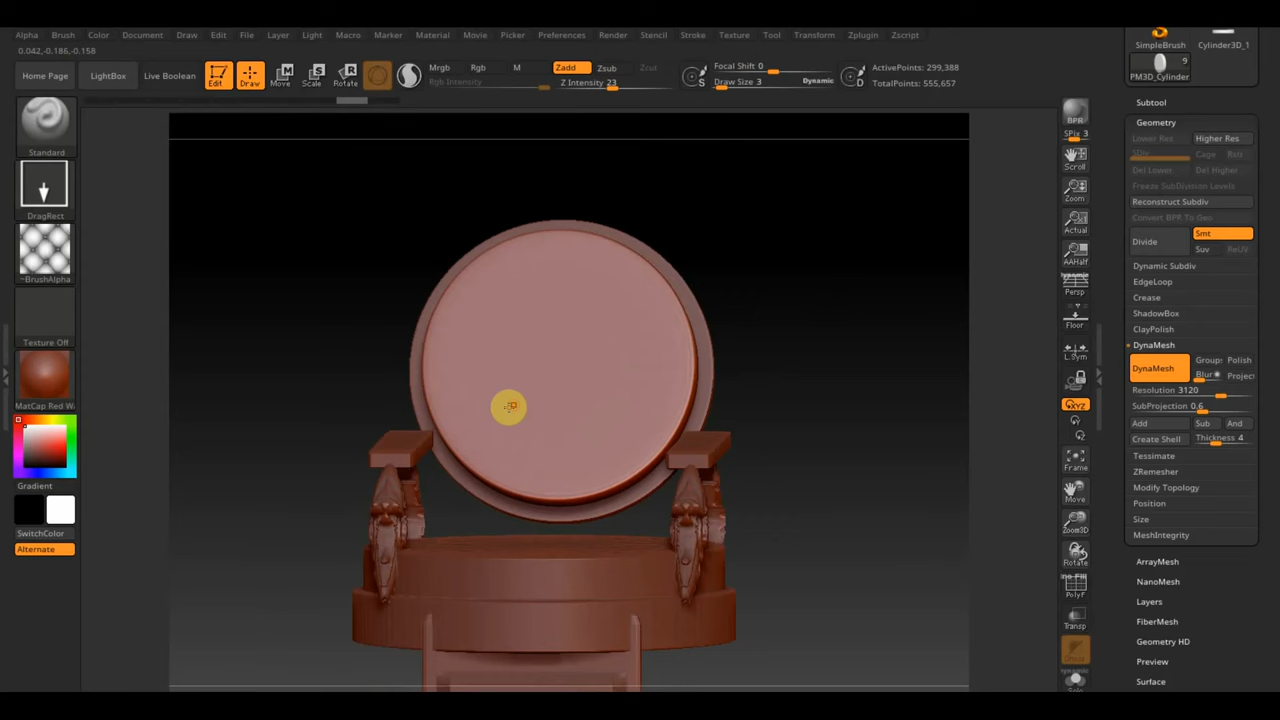 Alpha Brush Color Document Draw Edit File Layer Light Macro Marker Material Movie Picker Preferences Render Stencil Stroke Texture Tool Transform Zplugin Zscript
0.042,-0.186,-0.158
Home Page LightBox Live Boolean Edit Draw Move Scale Rotate
Mrgb Rgb M Zadd Zsub Zcut
Rgb Intensity Z Intensity 23
Focal Shift 0
Draw Size 3 Dynamic
ActivePoints: 299,388
TotalPoints: 555,657
Standard
DragRect
~BrushAlpha
Texture Off
MatCap Red Wa
Gradient
SwitchColor
Alternate
BPR
SPix 3
Scroll
Zoom
Actual
AAHalf
Dynamic
Persp
Floor
L.Sym
XYZ
Frame
Move
Zoom3D
Rotate
PolyF
Transp
Dynamic
Solo
SimpleBrush Cylinder3D_1
9
PM3D_Cylinder
Subtool
Geometry
Lower Res Higher Res
SDiv Cage Rstr
Del Lower Del Higher
Freeze SubDivision Levels
Reconstruct Subdiv
Convert BPR To Geo
Divide Smt
Suv ReUV
Dynamic Subdiv
EdgeLoop
Crease
ShadowBox
ClayPolish
DynaMesh
DynaMesh Groups Polish
Blur Project
Resolution 3120
SubProjection 0.6
Add Sub And
Create Shell Thickness 4
Tessimate
ZRemesher
Modify Topology
Position
Size
MeshIntegrity
ArrayMesh
NanoMesh
Layers
FiberMesh
Geometry HD
Preview
Surface